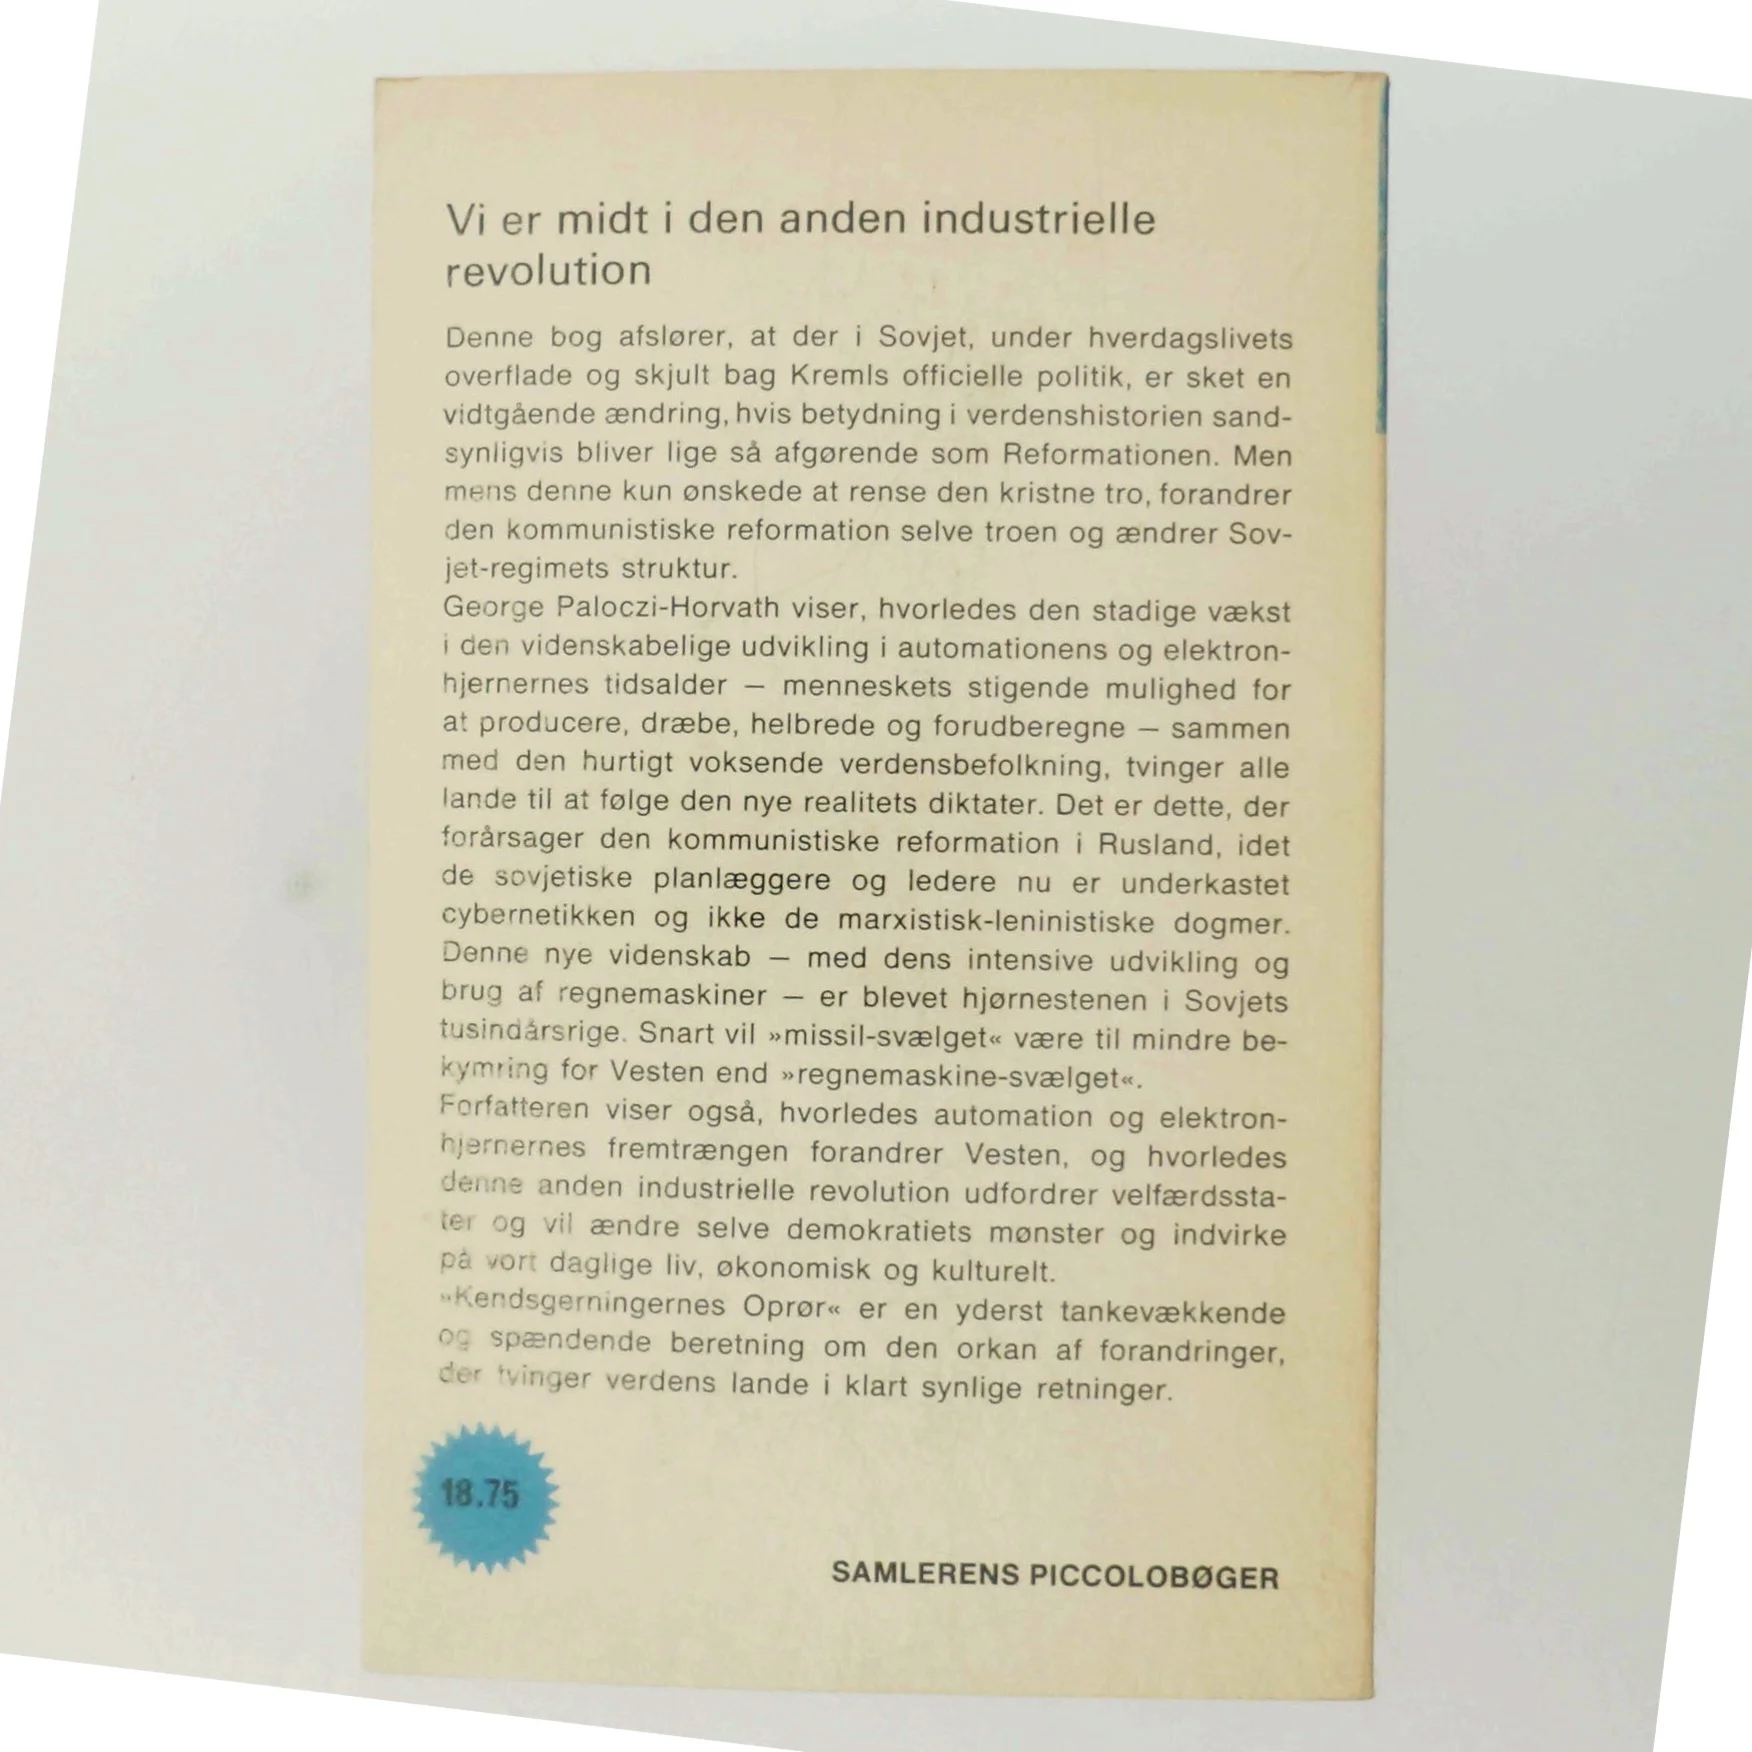 Vi er midt i den anden industrielle
revolution
Denne bog afslører, at der i Sovjet, under hverdagslivets
overflade og skjult bag Kremls officielle politik, er sket en
vidtgående ændring, hvis betydning i verdenshistorien sand-
synligvis bliver lige så afgørende som Reformationen. Men
mens denne kun ønskede at rense den kristne tro, forandrer
den kommunistiske reformation selve troen og ændrer Sov-
jet-regimets struktur.
George Paloczi-Horvath viser, hvorledes den stadige vækst
i den videnskabelige udvikling i automationens og elektron-
hjernernes tidsalder – menneskets stigende mulighed for
at producere, dræbe, helbrede og forudberegne – sammen
med den hurtigt voksende verdensbefolkning, tvinger alle
lande til at følge den nye realitets diktater. Det er dette, der
forårsager den kommunistiske reformation i Rusland, idet
de sovjetiske planlæggere og ledere nu er underkastet
cybernetikken og ikke de marxistisk-leninistiske dogmer.
Denne nye videnskab – med dens intensive udvikling og
brug af regnemaskiner – er blevet hjørnestenen i Sovjets
tusindårsrige. Snart vil »missil-svælget« være til mindre be-
kymring for Vesten end »regnemaskine-svælget«.
Forfatteren viser også, hvorledes automation og elektron-
hjernernes fremtrængen forandrer Vesten, og hvorledes
denne anden industrielle revolution udfordrer velfærdssta-
ter og vil ændre selve demokratiets mønster og indvirke
på vort daglige liv, økonomisk og kulturelt.
»Kendsgerningernes Oprør« er en yderst tankevækkende
og spændende beretning om den orkan af forandringer,
der tvinger verdens lande i klart synlige retninger.
18.75
SAMLERENS PICCOLOBØGER